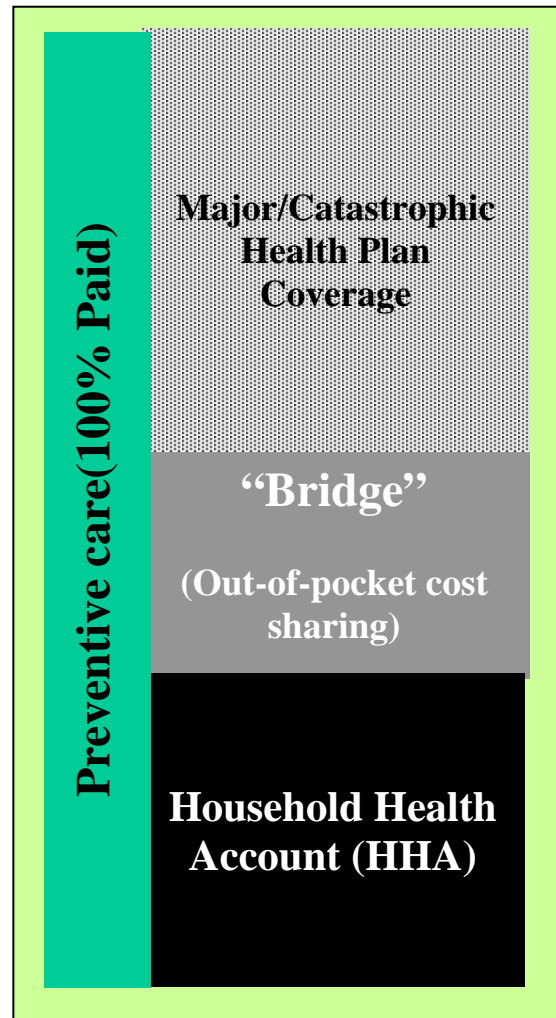 Preventive care(100% Paid)
Major/Catastrophic
Health Plan
Coverage
“Bridge”
(Out-of-pocket cost
sharing)
Household Health
Account (HHA)